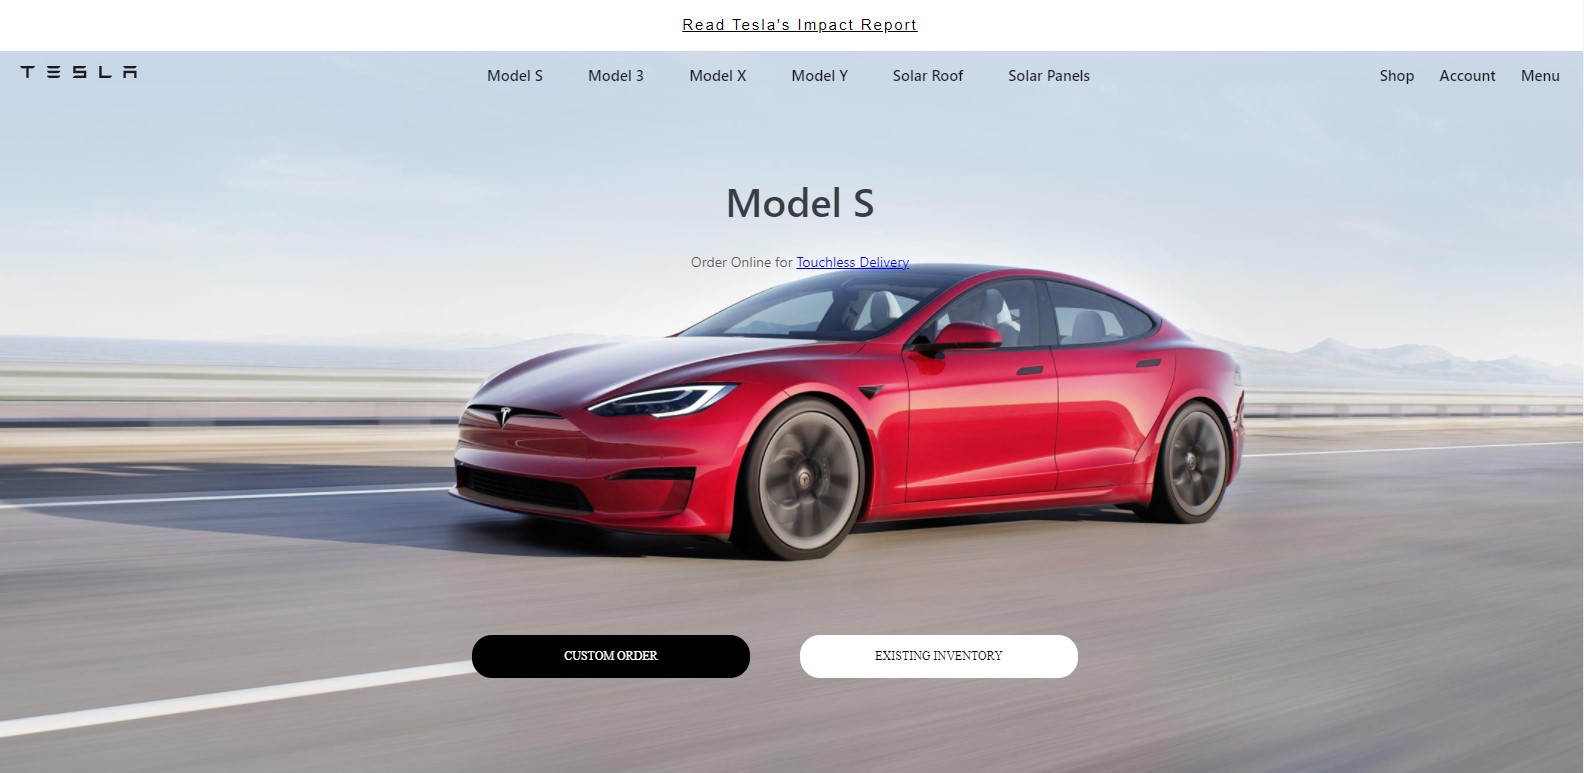 Read Tesla's Impact Report
TESLA
Model S Model 3 Model X Model Y Solar Roof Solar Panels
Shop Account Menu
Model S
Order Online for Touchless Delivery
CUSTOM ORDER
EXISTING INVENTORY